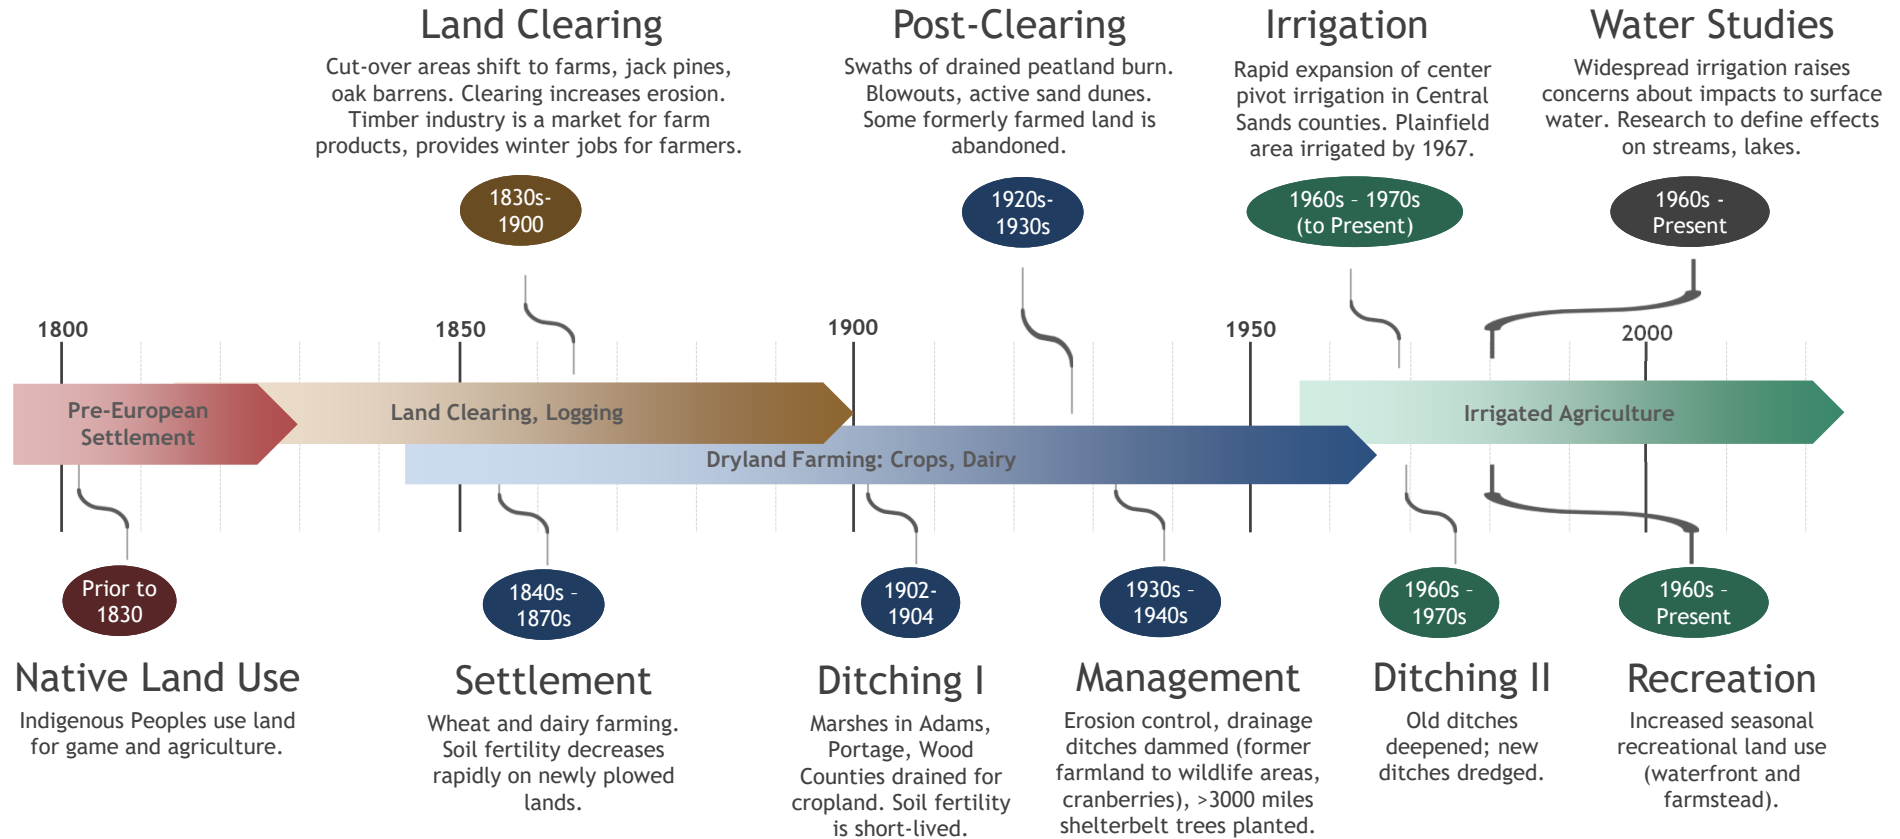 Land Clearing
Cut-over areas shift to farms, jack pines,
oak barrens. Clearing increases erosion.
Timber industry is a market for farm
products, provides winter jobs for farmers.
1830s-
1900
Post-Clearing
Swaths of drained peatland burn.
Blowouts, active sand dunes.
Some formerly farmed land is
abandoned.
1920s-
1930s
Irrigation
Rapid expansion of center
pivot irrigation in Central
Sands counties. Plainfield
area irrigated by 1967.
1960s – 1970s
(to Present)
Water Studies
Widespread irrigation raises
concerns about impacts to surface
water. Research to define effects
on streams, lakes.
1960s -
Present
1800
1850
1900
1950
2000
Pre-European
Settlement
Land Clearing, Logging
Dryland Farming: Crops, Dairy
Irrigated Agriculture
Prior to
1830
Native Land Use
Indigenous Peoples use land
for game and agriculture.
1840s –
1870s
Settlement
Wheat and dairy farming.
Soil fertility decreases
rapidly on newly plowed
lands.
1902-
1904
Ditching I
Marshes in Adams,
Portage, Wood
Counties drained for
cropland. Soil fertility
is short-lived.
1930s –
1940s
Management
Erosion control, drainage
ditches dammed (former
farmland to wildlife areas,
cranberries), >3000 miles
shelterbelt trees planted.
1960s –
1970s
Ditching II
Old ditches
deepened; new
ditches dredged.
1960s –
Present
Recreation
Increased seasonal
recreational land use
(waterfront and
farmstead).